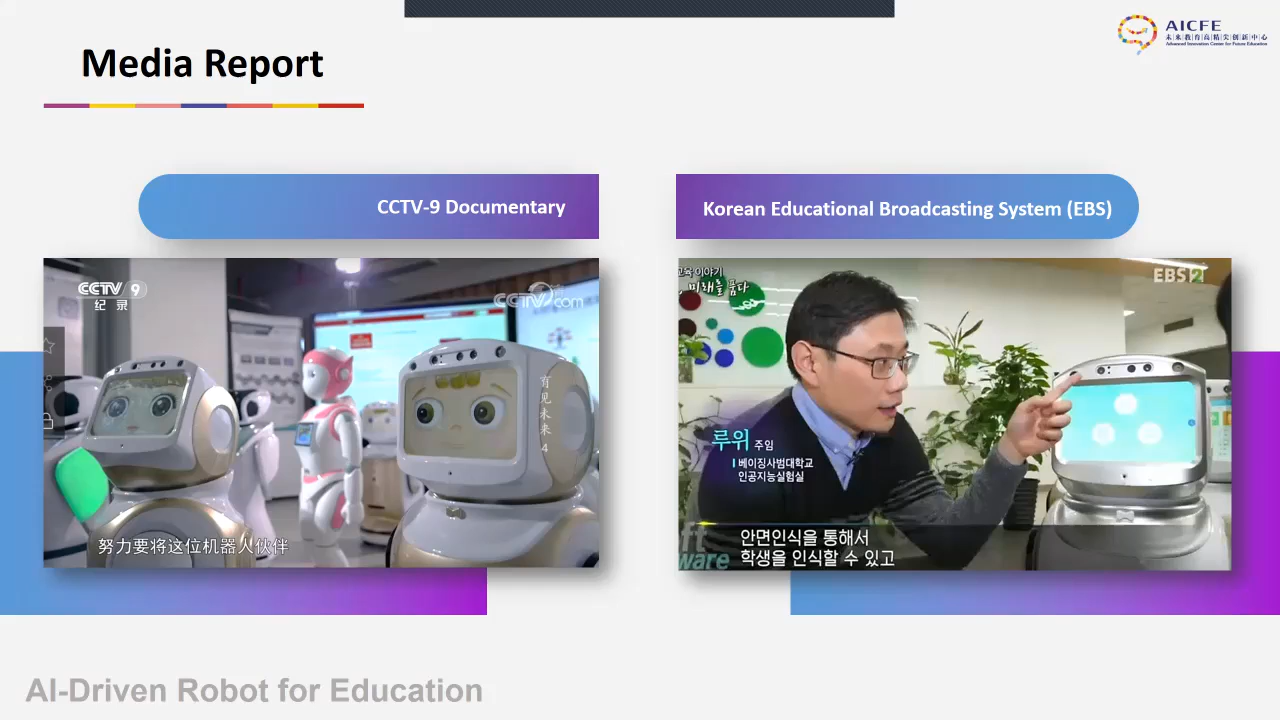 Media Report
AICFE
未来教育高精尖创新中心
Advanced Innovation Center for Future Education
CCTV-9 Documentary
Korean Educational Broadcasting System (EBS)
CCTV 9
纪 录
CCTV.com
育见未来 4
努力要将这位机器人伙伴
교육 이야기
미래를 품다
EBS 2
루위 주임
베이징사범대학교
인공지능실험실
안면인식을 통해서
학생을 인식할 수 있고
AI-Driven Robot for Education